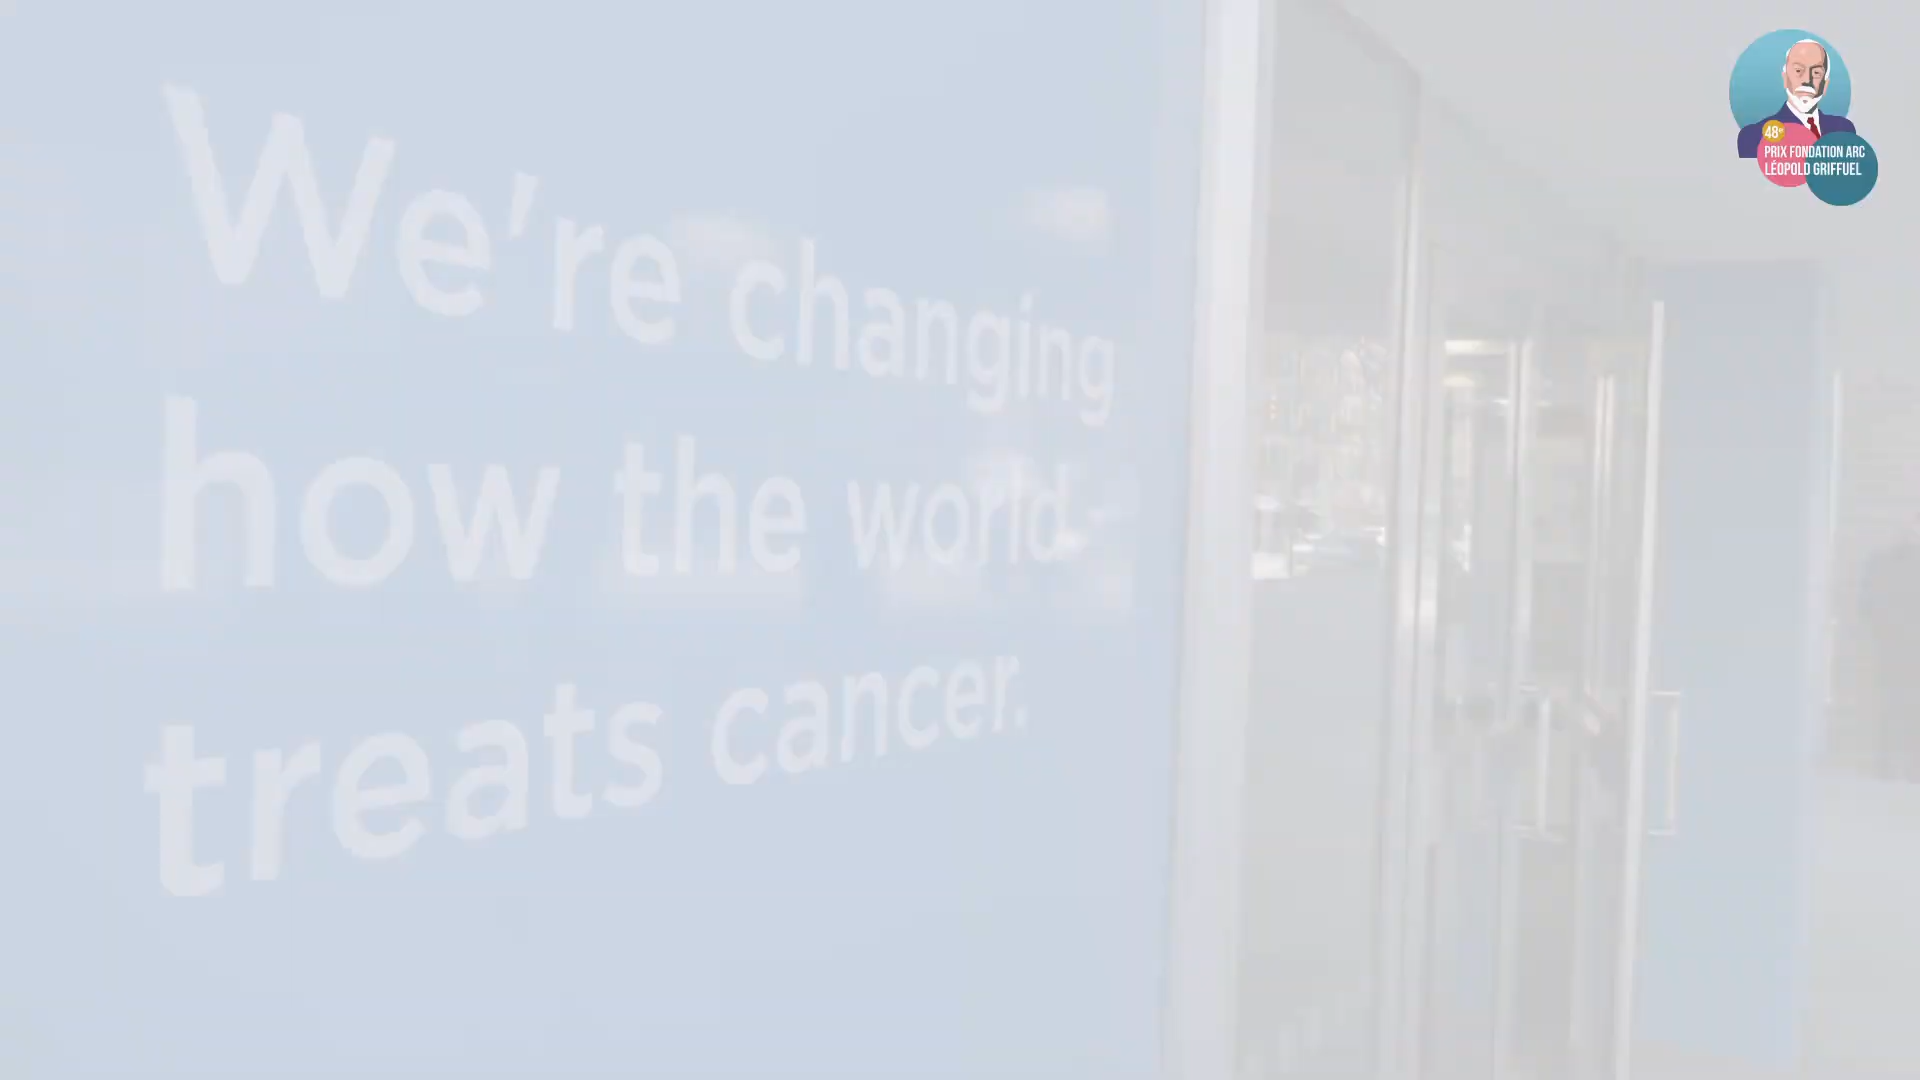 We're changing
how the world
treats cancer.
48e
PRIX FONDATION ARC
LÉOPOLD GRIFFUEL